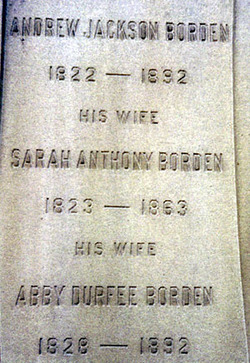 ANDREW JACKSON BORDEN
1822 — 1892
HIS WIFE
SARAH ANTHONY BORDEN
1823 — 1863
HIS WIFE
ABBY DURFEE BORDEN
1828 — 1892